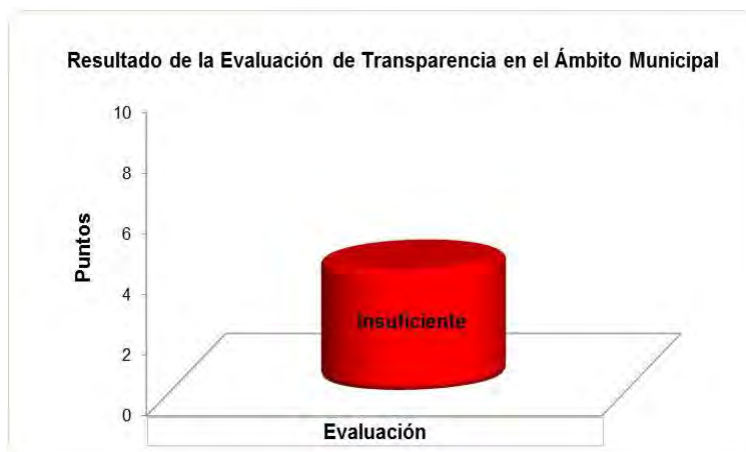 Resultado de la Evaluación de Transparencia en el Ámbito Municipal
10
8
6
4
2
0
Puntos
Insuficiente
Evaluación